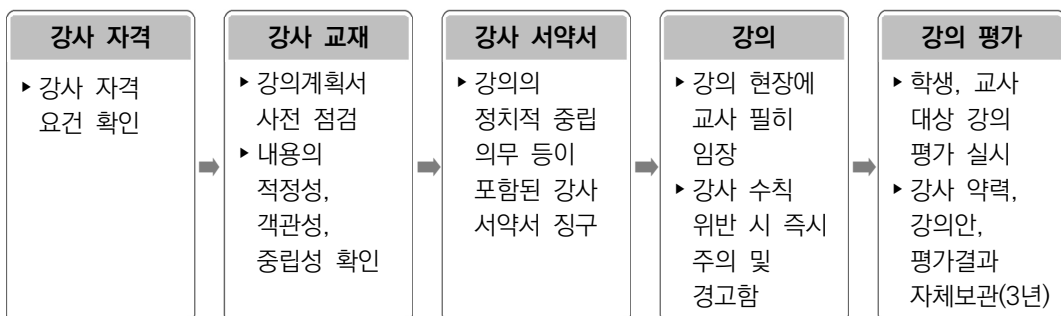 강사 자격
▸ 강사 자격
요건 확인
강사 교재
▸ 강의계획서
사전 점검
▸ 내용의
적정성,
객관성,
중립성 확인
강사 서약서
▸ 강의의
정치적 중립
의무 등이
포함된 강사
서약서 징구
강의
▸ 강의 현장에
교사 필히
임장
▸ 강사 수칙
위반 시 즉시
주의 및
경고함
강의 평가
▸ 학생, 교사
대상 강의
평가 실시
▸ 강사 약력,
강의안,
평가결과
자체보관(3년)